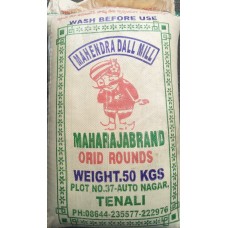 WASH BEFORE USE
MAHENDRA DALL MILL
MAHARAJABRAND
ORID ROUNDS
WEIGHT.50 KGS
PLOT NO.37-AUTO NAGAR,
TENALI
PH:08644-235577-222976